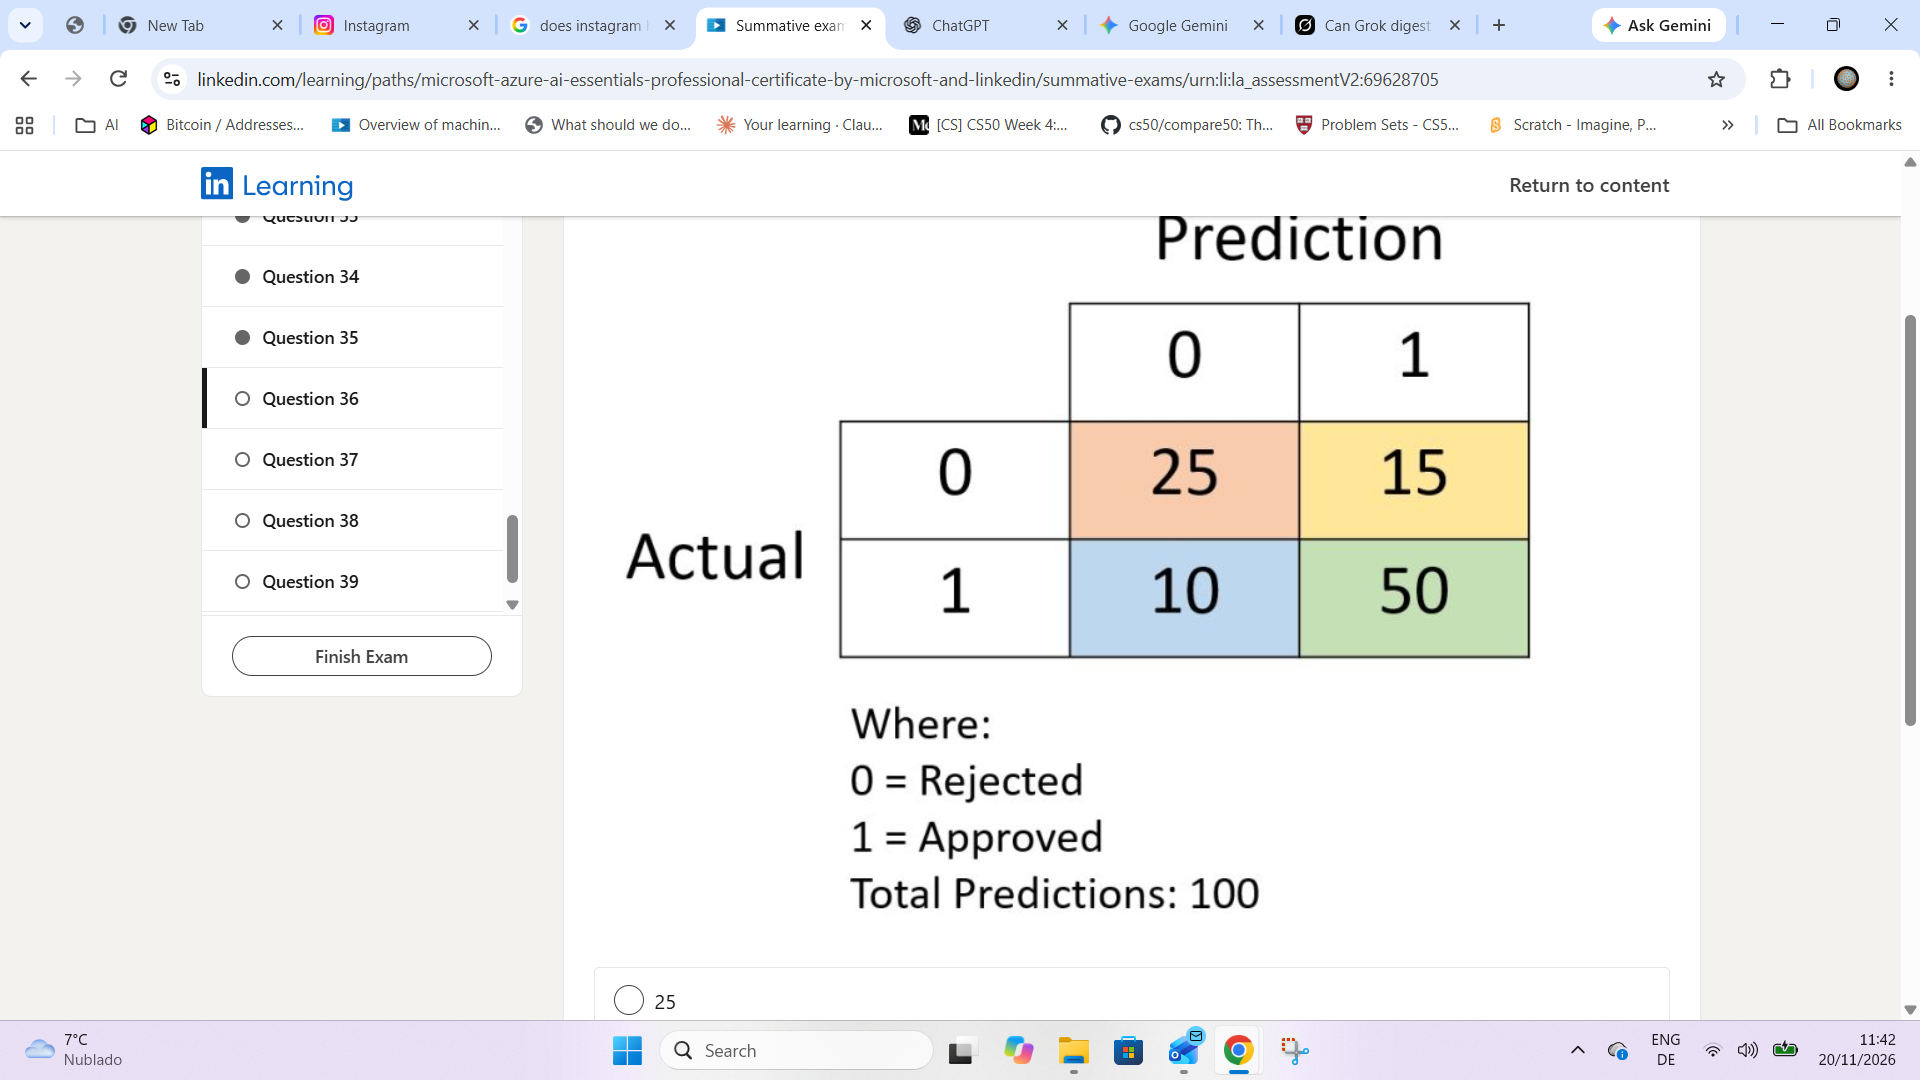 New Tab
Instagram
does instagram
Summative exam
ChatGPT
Google Gemini
Can Grok digest
Ask Gemini
linkedin.com/learning/paths/microsoft-azure-ai-essentials-professional-certificate-by-microsoft-and-linkedin/summative-exams/urn:li:la_assessmentV2:69628705
AI
Bitcoin / Addresses...
Overview of machin...
What should we do...
Your learning · Clau...
[CS] CS50 Week 4:...
cs50/compare50: Th...
Problem Sets - CS5...
Scratch - Imagine, P...
All Bookmarks
in Learning
Return to content
Question 33
Question 34
Question 35
Question 36
Question 37
Question 38
Question 39
Finish Exam
Prediction
0 1
0 25 15
Actual
1 10 50
Where:
0 = Rejected
1 = Approved
Total Predictions: 100
25
7°C
Nublado
Search
ENG
DE
11:42
20/11/2026